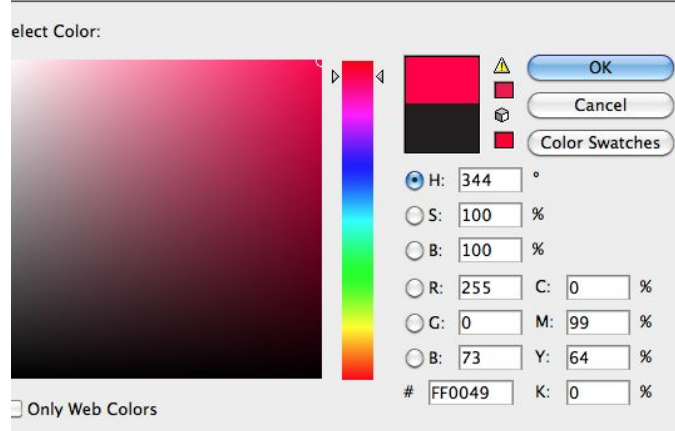 elect Color:
OK
Cancel
Color Swatches
H: 344 °
S: 100 %
B: 100 %
R: 255 C: 0 %
G: 0 M: 99 %
B: 73 Y: 64 %
# FF0049 K: 0 %
Only Web Colors